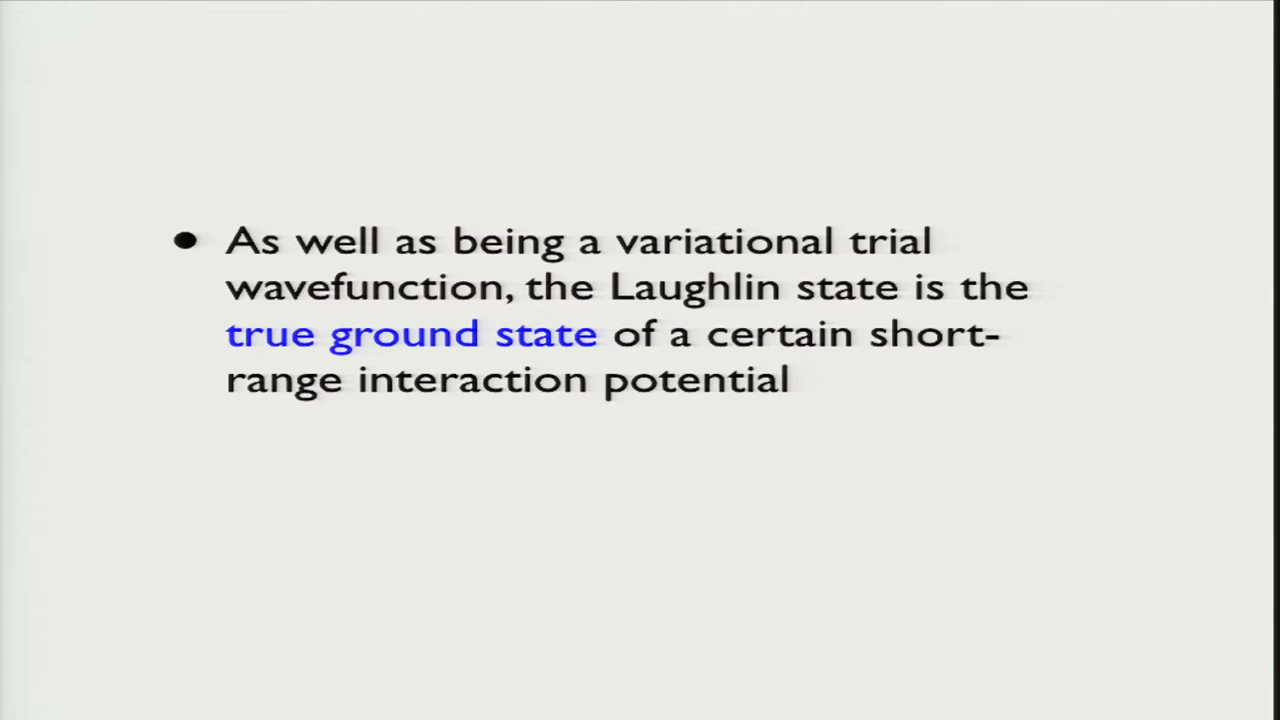 • As well as being a variational trial
wavefunction, the Laughlin state is the
true ground state of a certain short-
range interaction potential